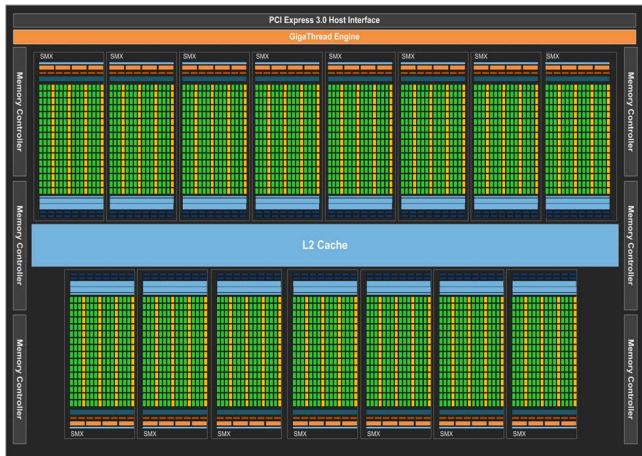 PCI Express 3.0 Host Interface
GigaThread Engine
SMX SMX SMX SMX SMX SMX SMX SMX
Memory Controller
Memory Controller
Memory Controller
Memory Controller
L2 Cache
Memory Controller
Memory Controller
SMX SMX SMX SMX SMX SMX SMX